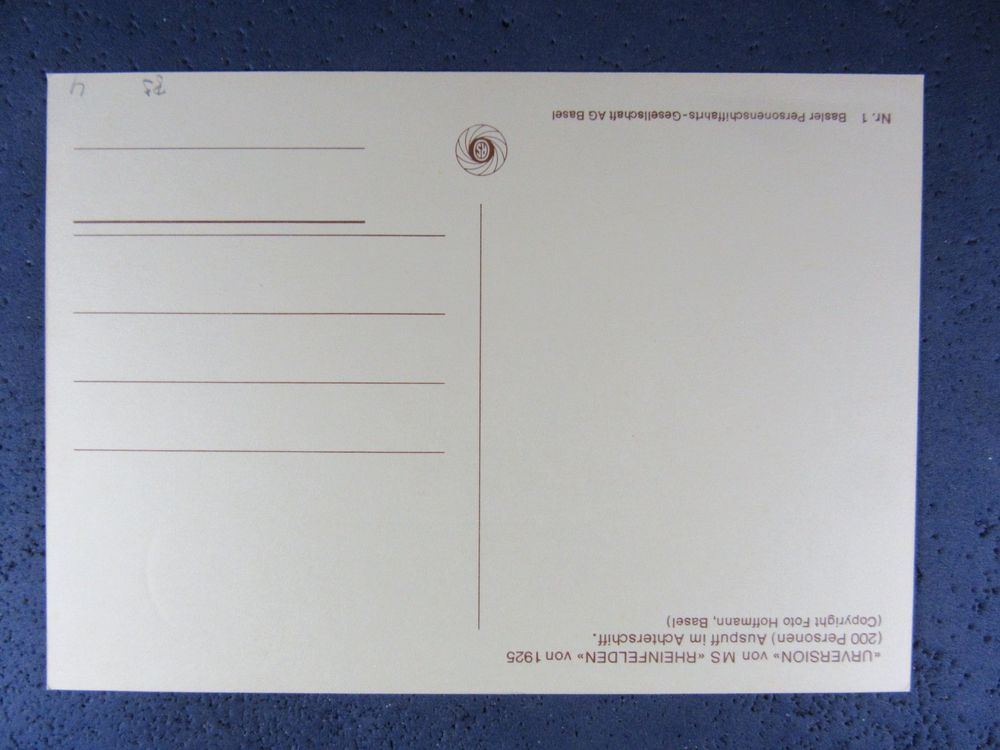 «URVERSION» von MS «RHEINFELDEN» von 1925
(200 Personen) Auspuff im Achterschiff.
(Copyright Foto Hoffmann, Basel)
Nr. 1 Basler Personenschiffahrts-Gesellschaft AG Basel